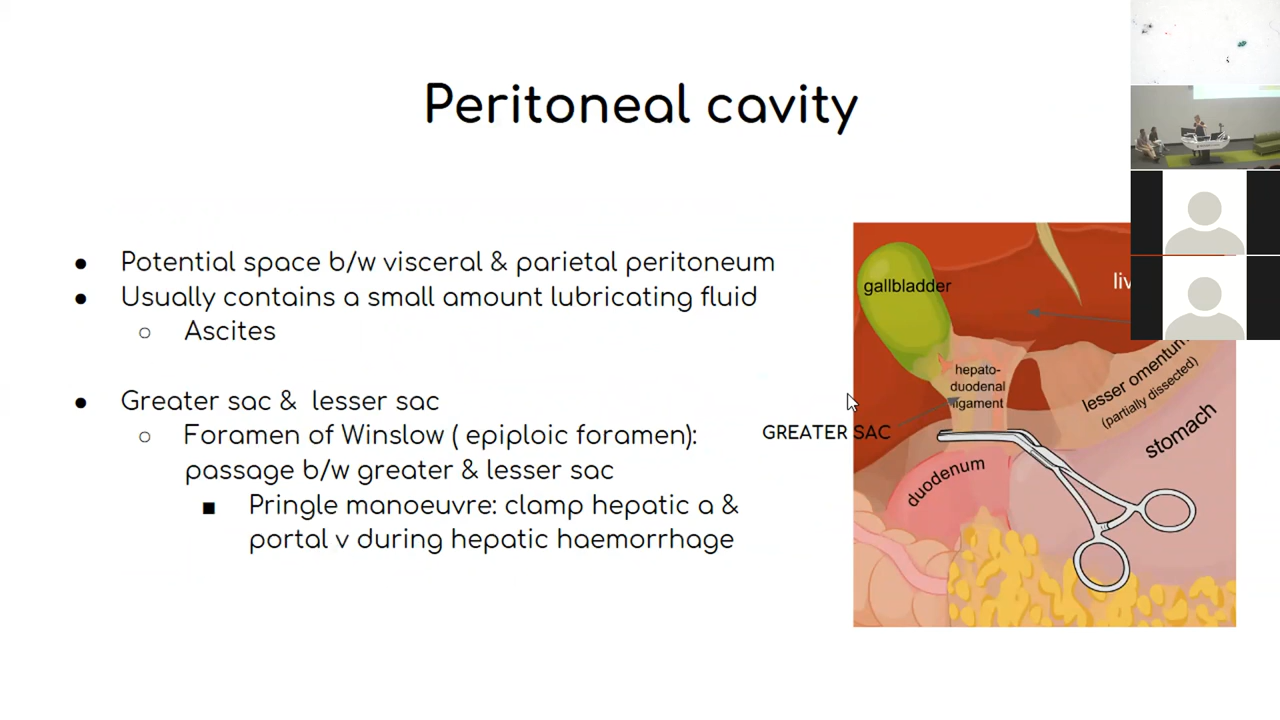 Peritoneal cavity
● Potential space b/w visceral & parietal peritoneum
● Usually contains a small amount lubricating fluid
○ Ascites
● Greater sac & lesser sac
○ Foramen of Winslow ( epiploic foramen):
passage b/w greater & lesser sac
■ Pringle manoeuvre: clamp hepatic a &
portal v during hepatic haemorrhage
gallbladder
liv
hepato-
duodenal
ligament
lesser omentum
(partially dissected)
stomach
GREATER SAC
duodenum